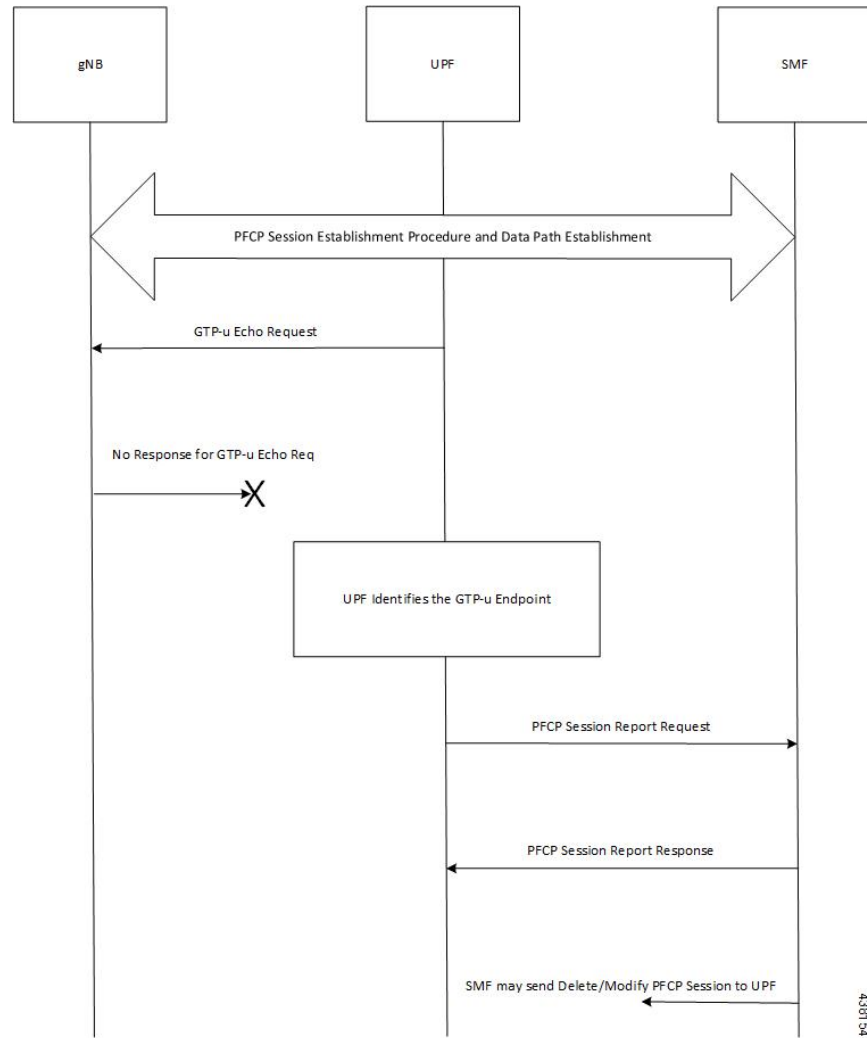 gNB
UPF
SMF
PFCP Session Establishment Procedure and Data Path Establishment
GTP-u Echo Request
No Response for GTP-u Echo Req
X
UPF Identifies the GTP-u Endpoint
PFCP Session Report Request
PFCP Session Report Response
SMF may send Delete/Modify PFCP Session to UPF
438154